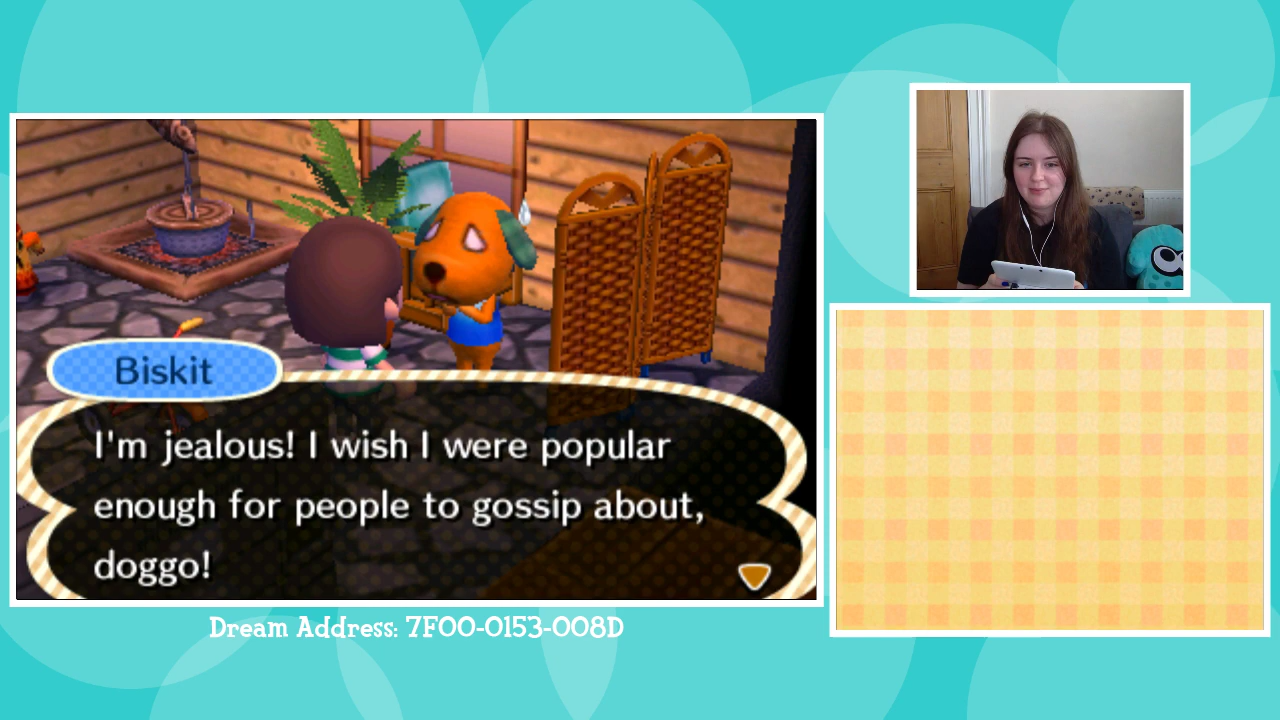 Biskit
I'm jealous! I wish I were popular
enough for people to gossip about,
doggo!
Dream Address: 7F00-0153-008D